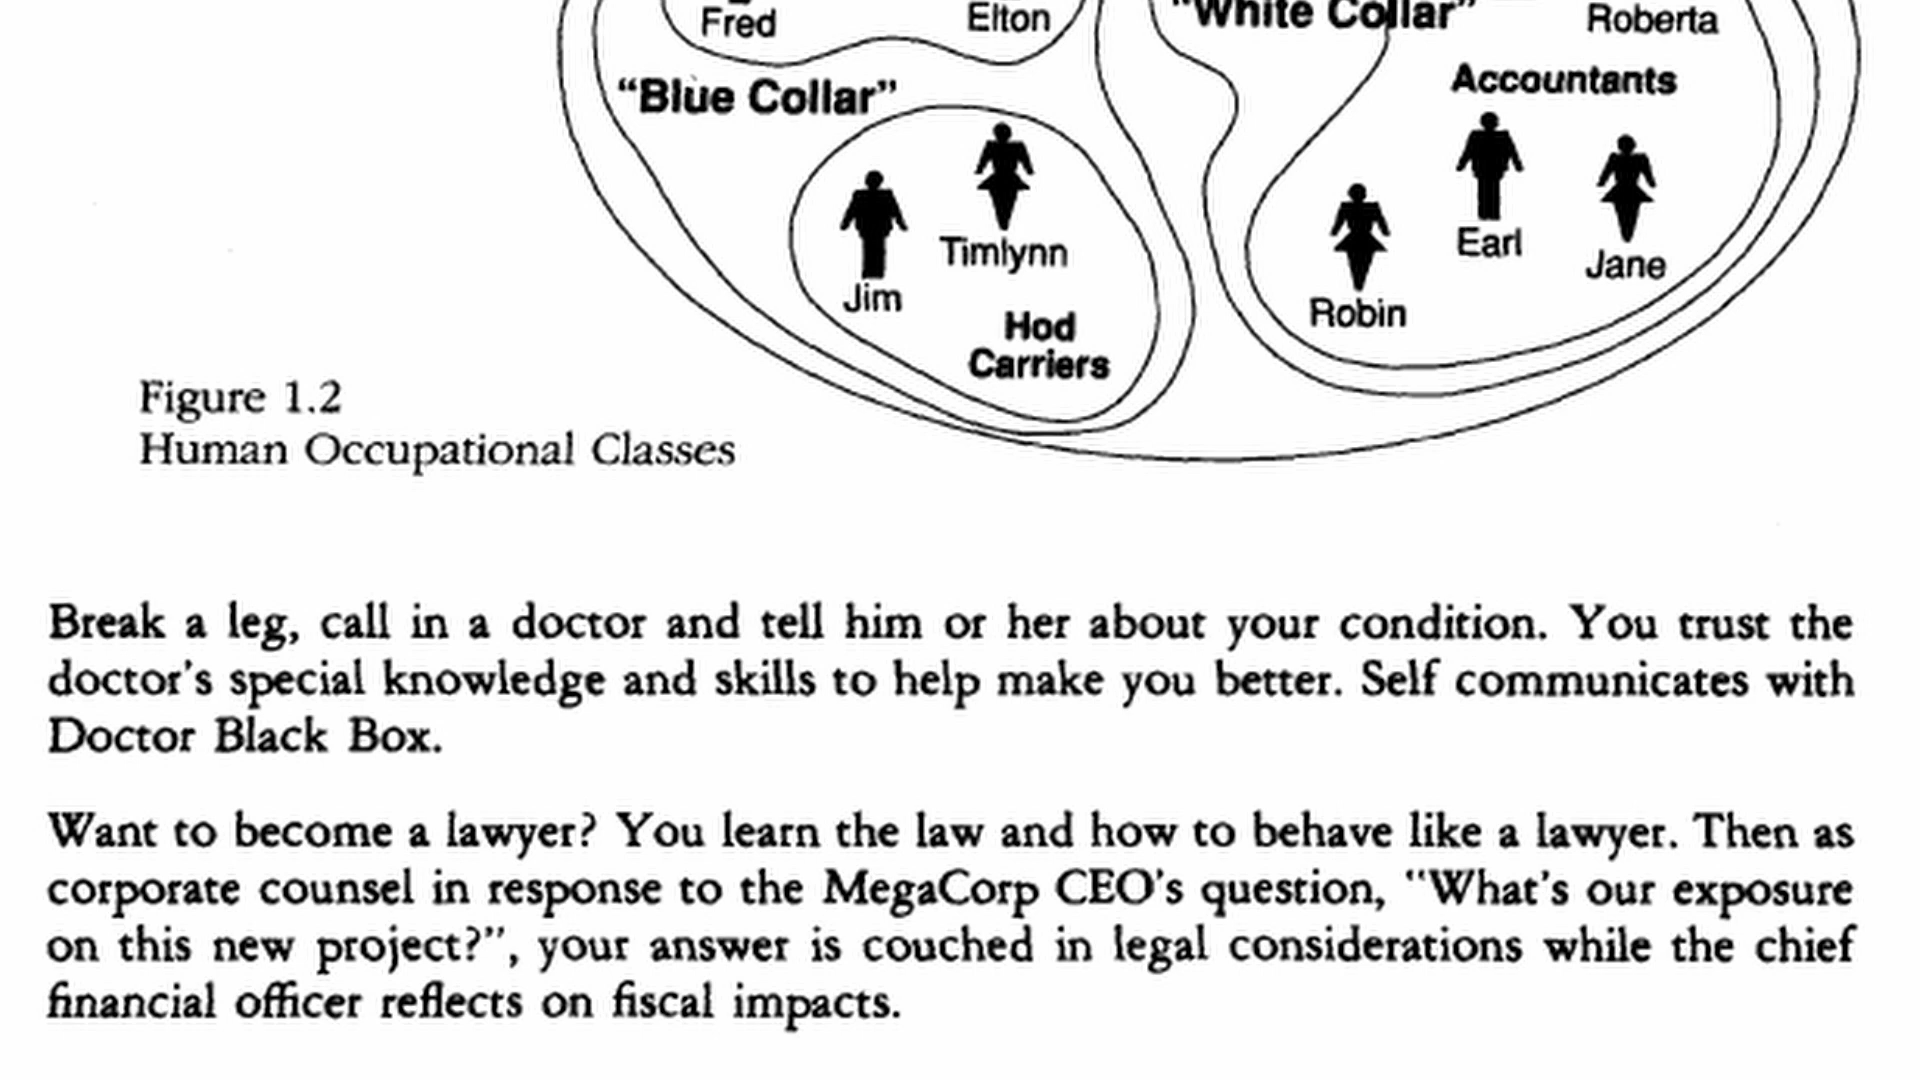 Fred
Elton
"White Collar"
Roberta
"Blue Collar"
Accountants
Timlynn
Jim
Hod
Carriers
Earl
Jane
Robin
Figure 1.2
Human Occupational Classes
Break a leg, call in a doctor and tell him or her about your condition. You trust the
doctor's special knowledge and skills to help make you better. Self communicates with
Doctor Black Box.
Want to become a lawyer? You learn the law and how to behave like a lawyer. Then as
corporate counsel in response to the MegaCorp CEO's question, "What's our exposure
on this new project?", your answer is couched in legal considerations while the chief
financial officer reflects on fiscal impacts.